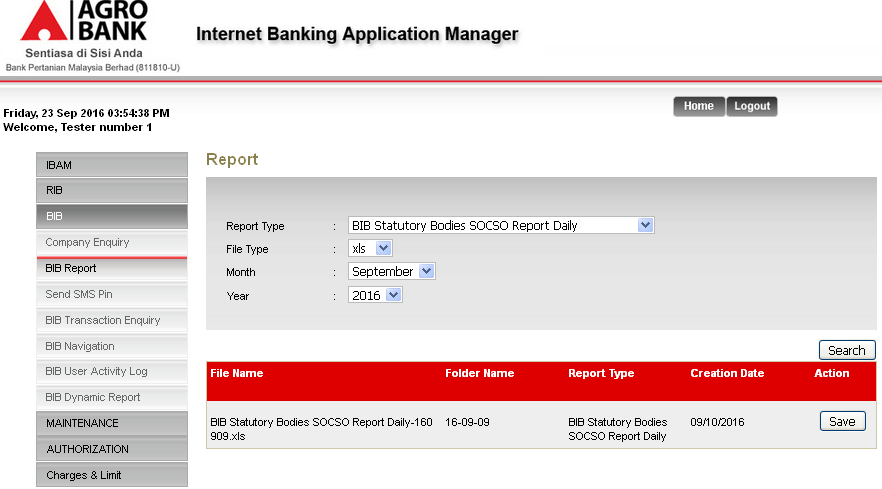 AGRO
BANK
Sentiasa di Sisi Anda
Bank Pertanian Malaysia Berhad (811810-U)
Internet Banking Application Manager
Friday, 23 Sep 2016 03:54:38 PM
Welcome, Tester number 1
Home Logout
IBAM
RIB
BIB
Company Enquiry
BIB Report
Send SMS Pin
BIB Transaction Enquiry
BIB Navigation
BIB User Activity Log
BIB Dynamic Report
MAINTENANCE
AUTHORIZATION
Charges & Limit
Report
Report Type : BIB Statutory Bodies SOCSO Report Daily
File Type : xls
Month : September
Year : 2016
Search
File Name Folder Name Report Type Creation Date Action
BIB Statutory Bodies SOCSO Report Daily-160 16-09-09 BIB Statutory Bodies 09/10/2016 Save
909.xls SOCSO Report Daily